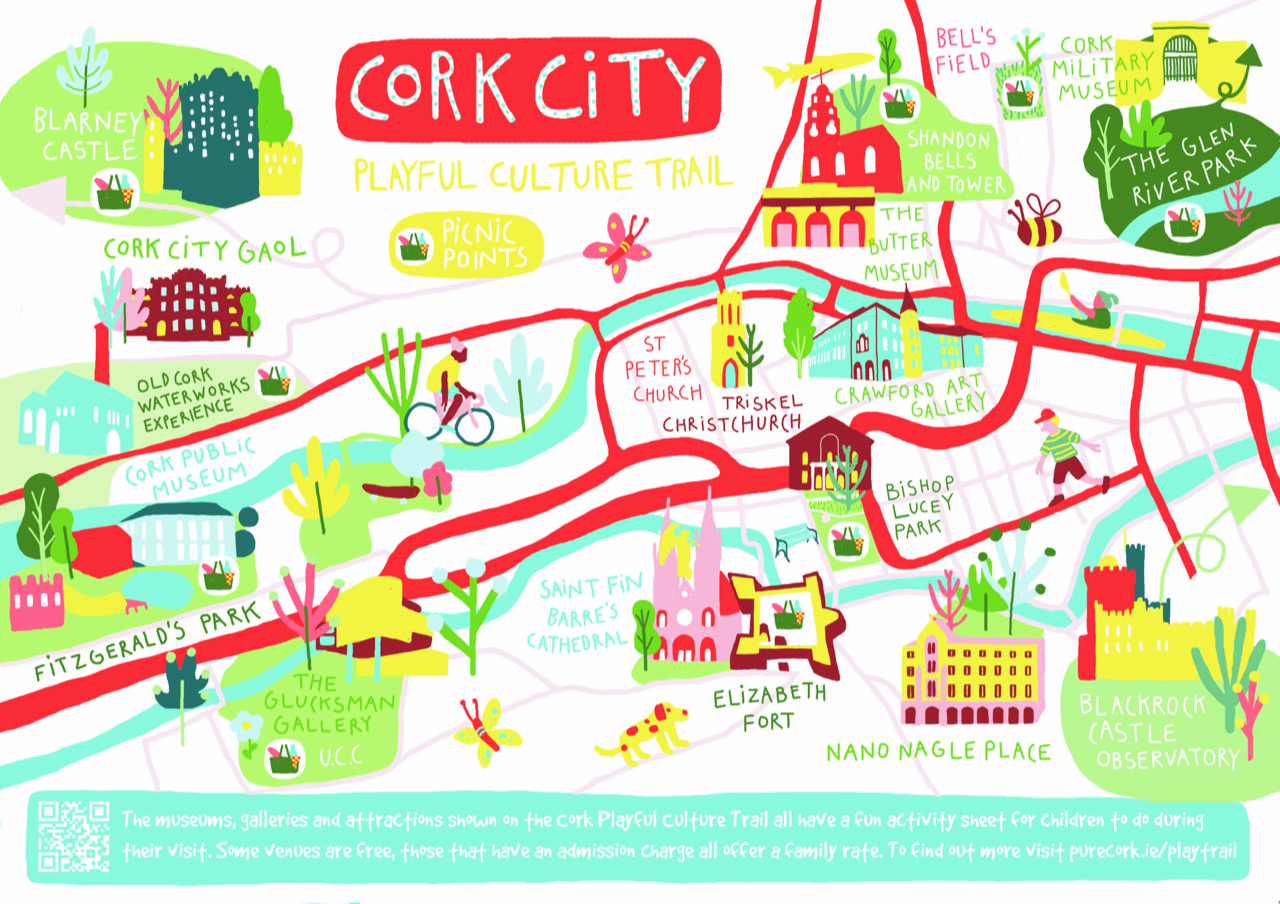 CORK CiTY
PLAYFUL CULTURE TRAIL
PiCNiC
POiNTS
BLARNEY
CASTLE
BELL'S
FiELD
CORK
MiLiTARY
MUSEUM
SHANDON
BELLS
AND TOWER
THE GLEN
RiVER PARK
THE
BUTTER
MUSEUM
CORK CiTY GAOL
OLD CORK
WATERWORKS
EXPERiENCE
ST
PETER'S
CHURCH
TRiSKEL
CHRiSTCHURCH
CRAWFORD ART
GALLERY
CORK PUBLiC
MUSEUM
BiSHOP
LUCEY
PARK
FiTZGERALD'S PARK
SAiNT FiN
BARRE'S
CATHEDRAL
THE
GLUCKSMAN
GALLERY
U.C.C
ELiZABETH
FORT
NANO NAGLE PLACE
BLACKROCK
CASTLE
OBSERVATORY
The museums, galleries and attractions shown on the Cork Playful Culture Trail all have a fun activity sheet for children to do during
their visit. Some venues are free, those that have an admission charge all offer a family rate. To find out more visit purecork.ie/playtrail